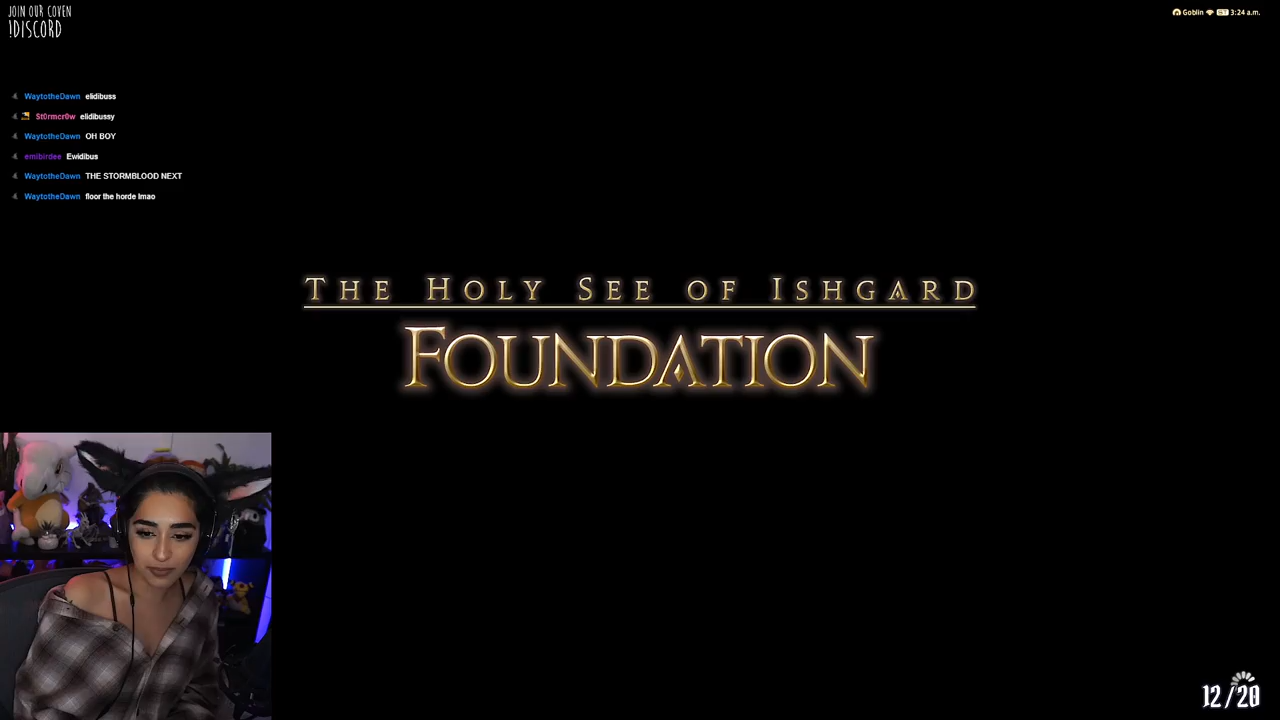 JOIN OUR COVEN
!DISCORD
Goblin ST 3:24 a.m.
WaytotheDawn elidibuss
St0rmcr0w elidibussy
WaytotheDawn OH BOY
emibirdee Ewidibus
WaytotheDawn THE STORMBLOOD NEXT
WaytotheDawn floor the horde lmao
THE HOLY SEE OF ISHGARD
FOUNDATION
12/20